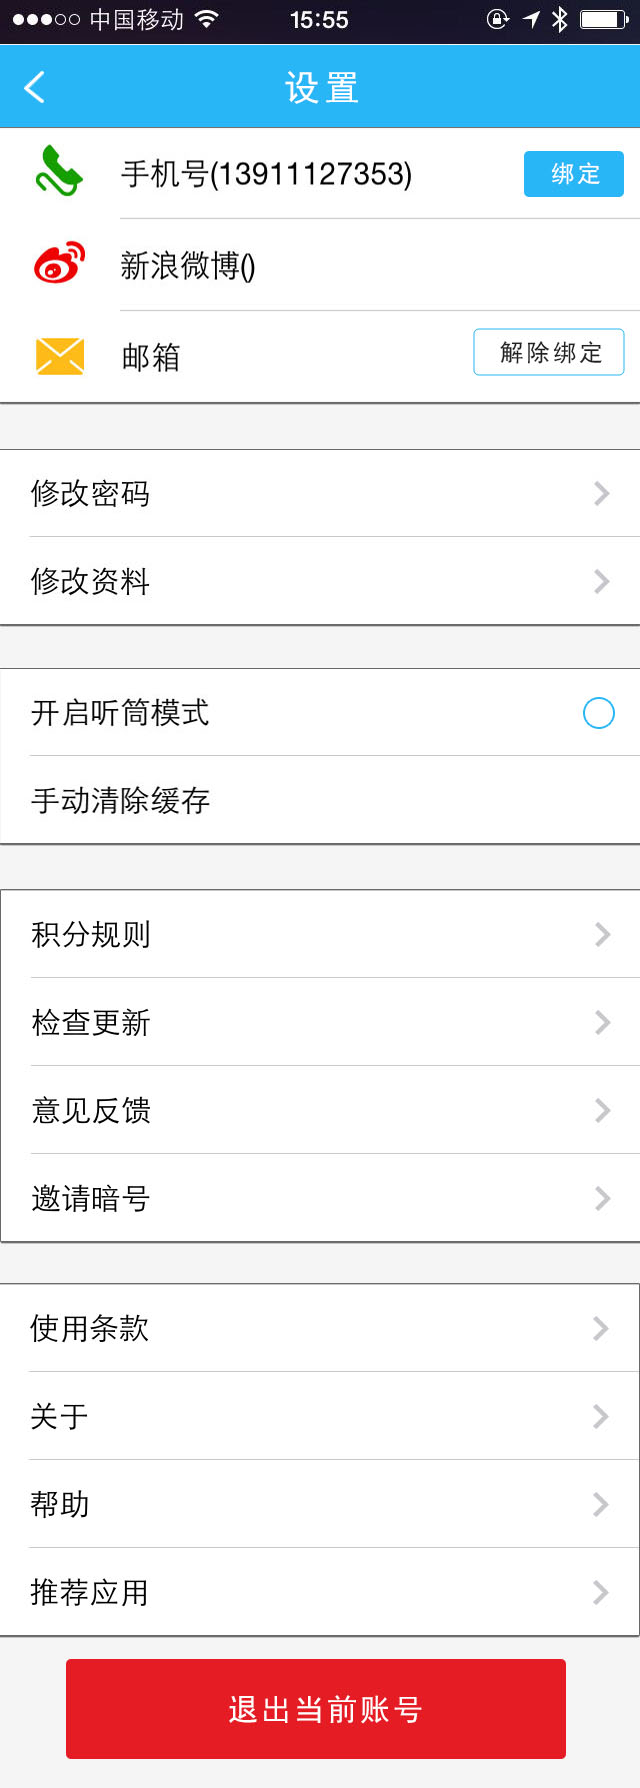 中国移动 15:55
设置
手机号(13911127353) 绑定
新浪微博()
邮箱 解除绑定
修改密码
修改资料
开启听筒模式
手动清除缓存
积分规则
检查更新
意见反馈
邀请暗号
使用条款
关于
帮助
推荐应用
退出当前账号